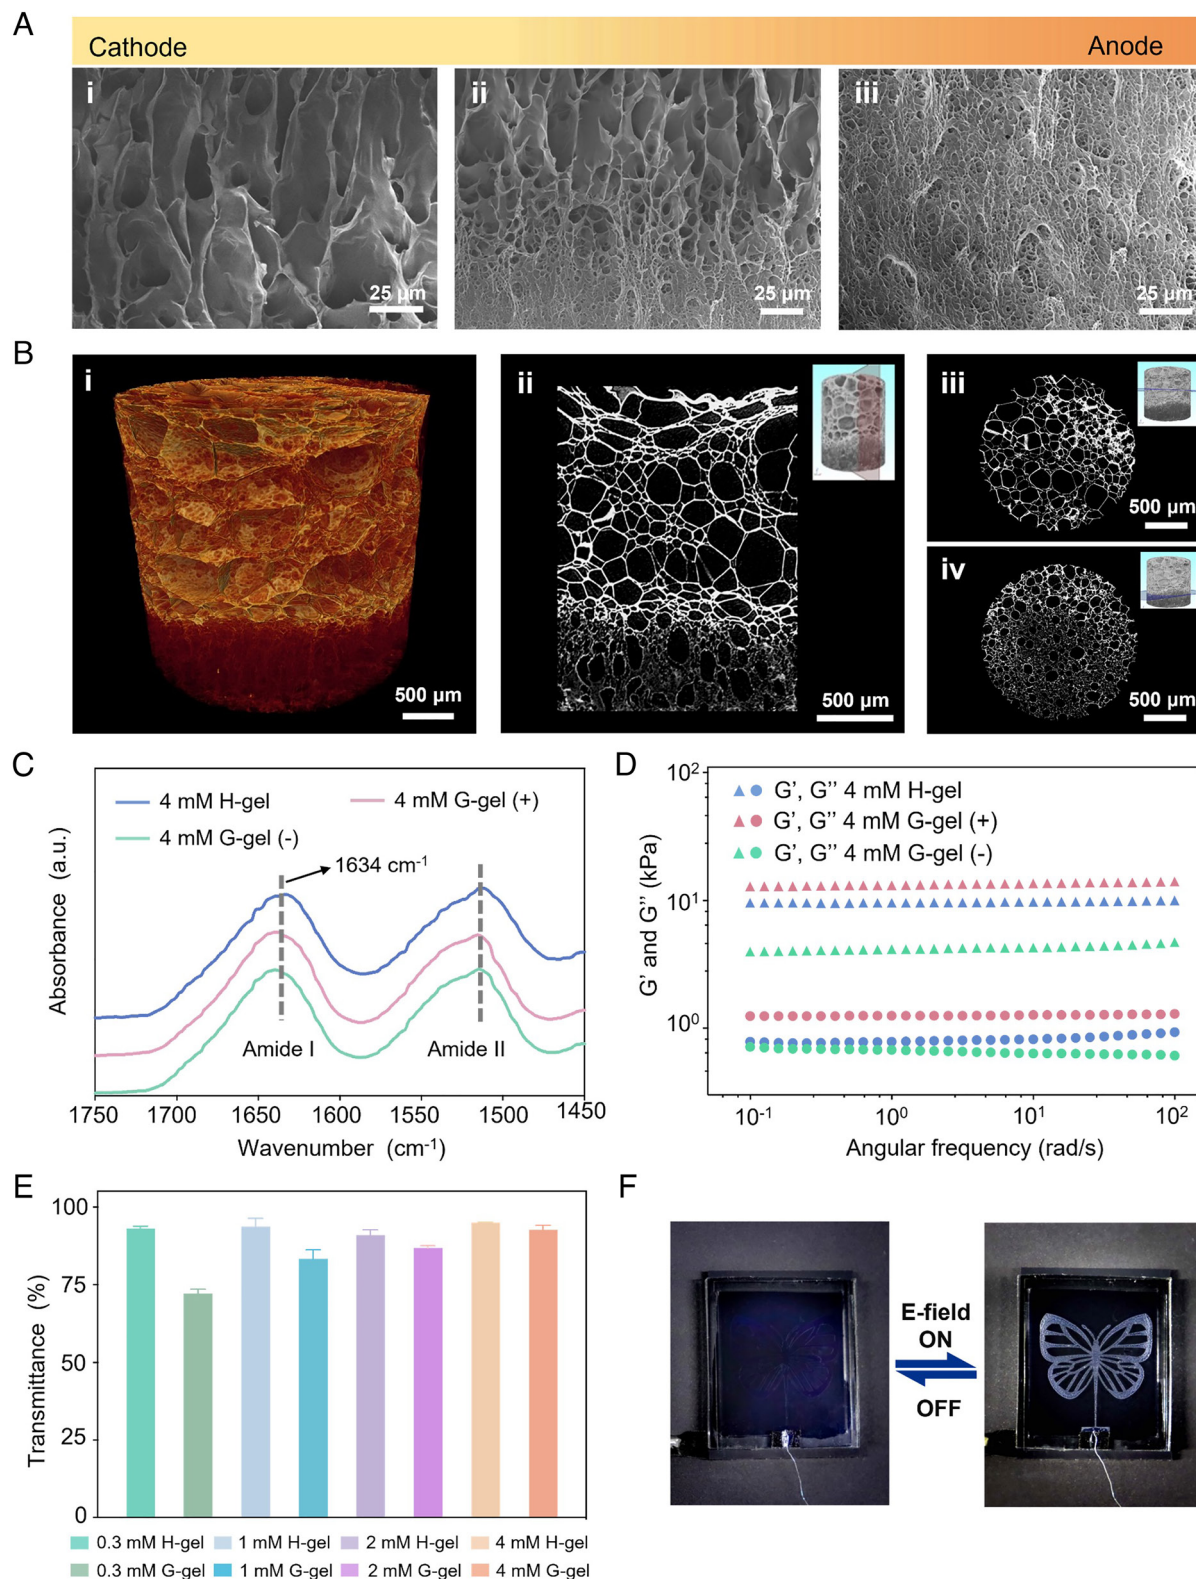 A
Cathode
Anode
i
ii
iii
25 µm
25 µm
25 µm
B
i
ii
iii
iv
500 µm
500 µm
500 µm
500 µm
C
4 mM H-gel
4 mM G-gel (+)
4 mM G-gel (-)
1634 cm⁻¹
Absorbance (a.u.)
Amide I
Amide II
1750
1700
1650
1600
1550
1500
1450
Wavenumber (cm⁻¹)
D
G', G'' 4 mM H-gel
G', G'' 4 mM G-gel (+)
G', G'' 4 mM G-gel (-)
G' and G'' (kPa)
10²
10¹
10⁰
10⁻¹
10⁰
10¹
10²
Angular frequency (rad/s)
E
Transmittance (%)
100
75
50
25
0
0.3 mM H-gel
1 mM H-gel
2 mM H-gel
4 mM H-gel
0.3 mM G-gel
1 mM G-gel
2 mM G-gel
4 mM G-gel
F
E-field
ON
OFF